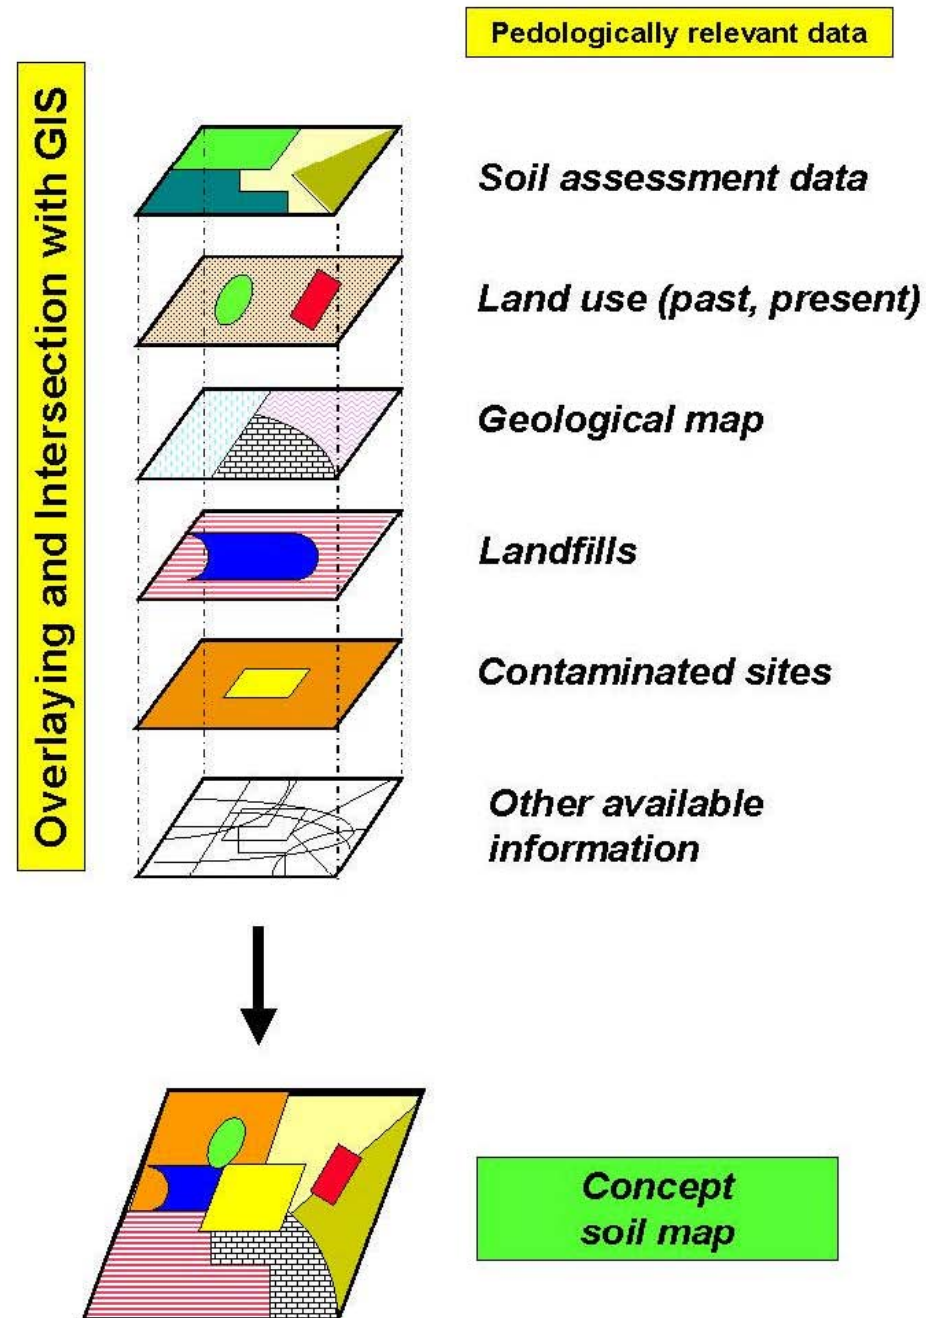 Pedologically relevant data
Overlaying and Intersection with GIS
Soil assessment data
Land use (past, present)
Geological map
Landfills
Contaminated sites
Other available
information
Concept
soil map